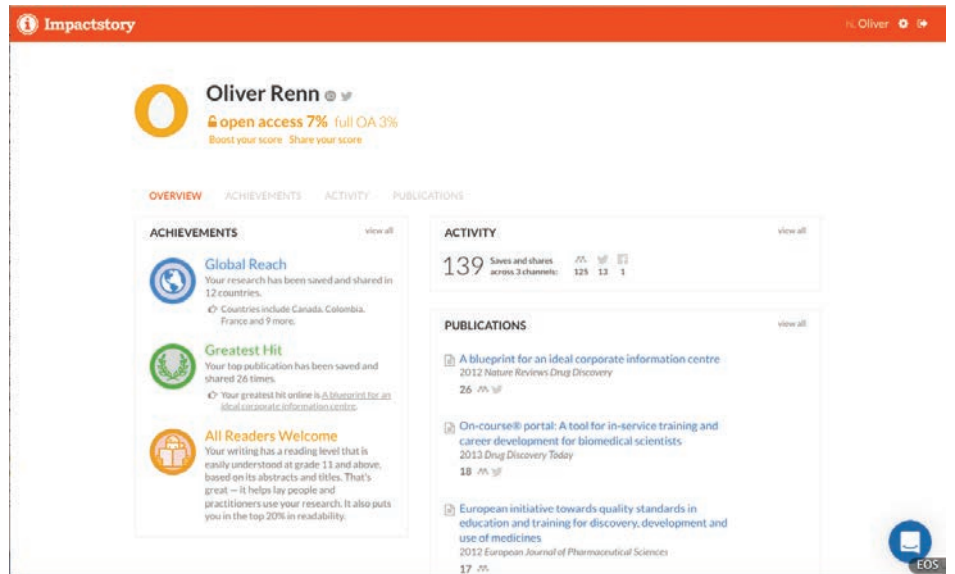 Impactstory
Hi, Oliver
Oliver Renn
open access 7% full OA 3%
Boost your score Share your score
OVERVIEW ACHIEVEMENTS ACTIVITY PUBLICATIONS
ACHIEVEMENTS view all
Global Reach
Your research has been saved and shared in
12 countries.
Countries include Canada, Colombia,
France and 9 more.
Greatest Hit
Your top publication has been saved and
shared 26 times.
Your greatest hit online is A blueprint for an
ideal corporate information centre.
All Readers Welcome
Your writing has a reading level that is
easily understood at grade 11 and above,
based on its abstracts and titles. That's
great — it helps lay people and
practitioners use your research. It also puts
you in the top 20% in readability.
ACTIVITY view all
139 Saves and shares
across 3 channels: 125 13 1
PUBLICATIONS view all
A blueprint for an ideal corporate information centre
2012 Nature Reviews Drug Discovery
26
On-course® portal: A tool for in-service training and
career development for biomedical scientists
2013 Drug Discovery Today
18
European initiative towards quality standards in
education and training for discovery, development and
use of medicines
2012 European Journal of Pharmaceutical Sciences
17
EOS